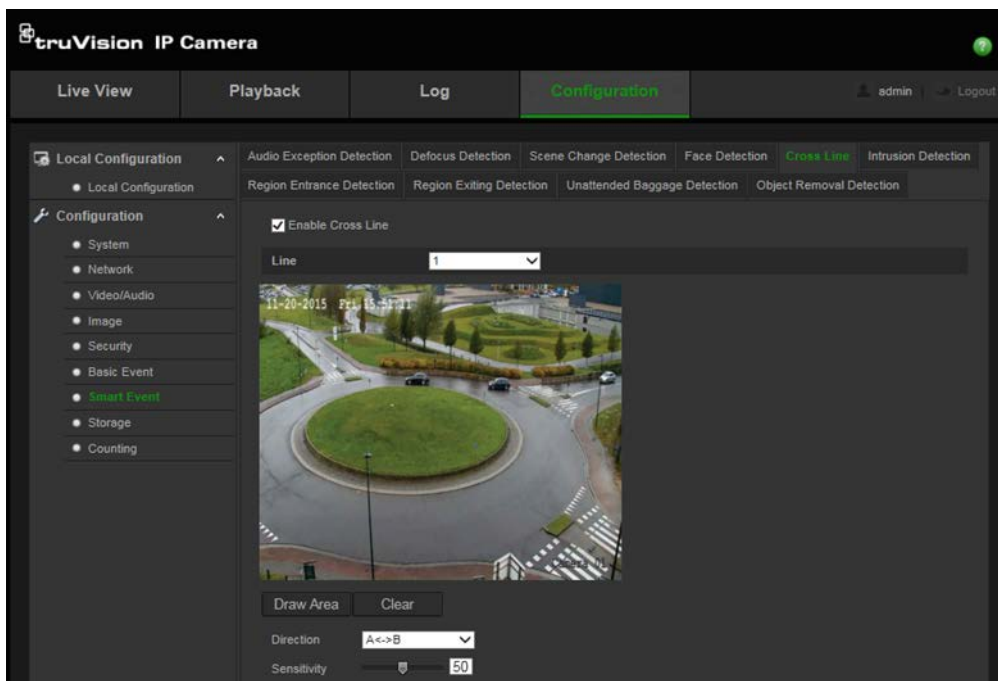 truVision IP Camera
?
Live View Playback Log Configuration admin Logout
Local Configuration
Local Configuration
Configuration
System
Network
Video/Audio
Image
Security
Basic Event
Smart Event
Storage
Counting
Audio Exception Detection Defocus Detection Scene Change Detection Face Detection Cross Line Intrusion Detection
Region Entrance Detection Region Exiting Detection Unattended Baggage Detection Object Removal Detection
Enable Cross Line
Line 1
11-20-2015 Fri 15:51:11
Draw Area Clear
Direction A<->B
Sensitivity 50